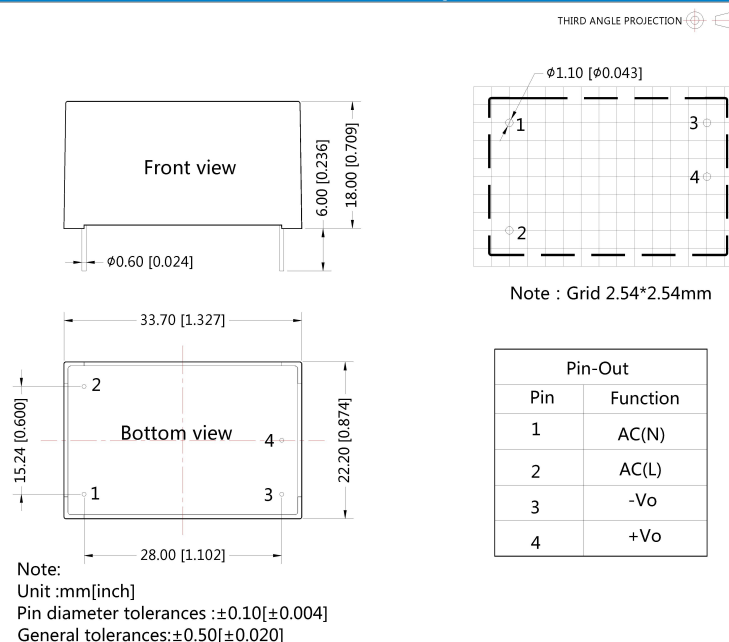 THIRD ANGLE PROJECTION
ϕ1.10 [ϕ0.043]
1
3
4
2
Note : Grid 2.54*2.54mm
Front view
6.00 [0.236]
18.00 [0.709]
ϕ0.60 [0.024]
33.70 [1.327]
2
15.24 [0.600]
Bottom view
4
22.20 [0.874]
1
3
28.00 [1.102]
Pin-Out
Pin Function
1 AC(N)
2 AC(L)
3 -Vo
4 +Vo
Note:
Unit :mm[inch]
Pin diameter tolerances :±0.10[±0.004]
General tolerances:±0.50[±0.020]